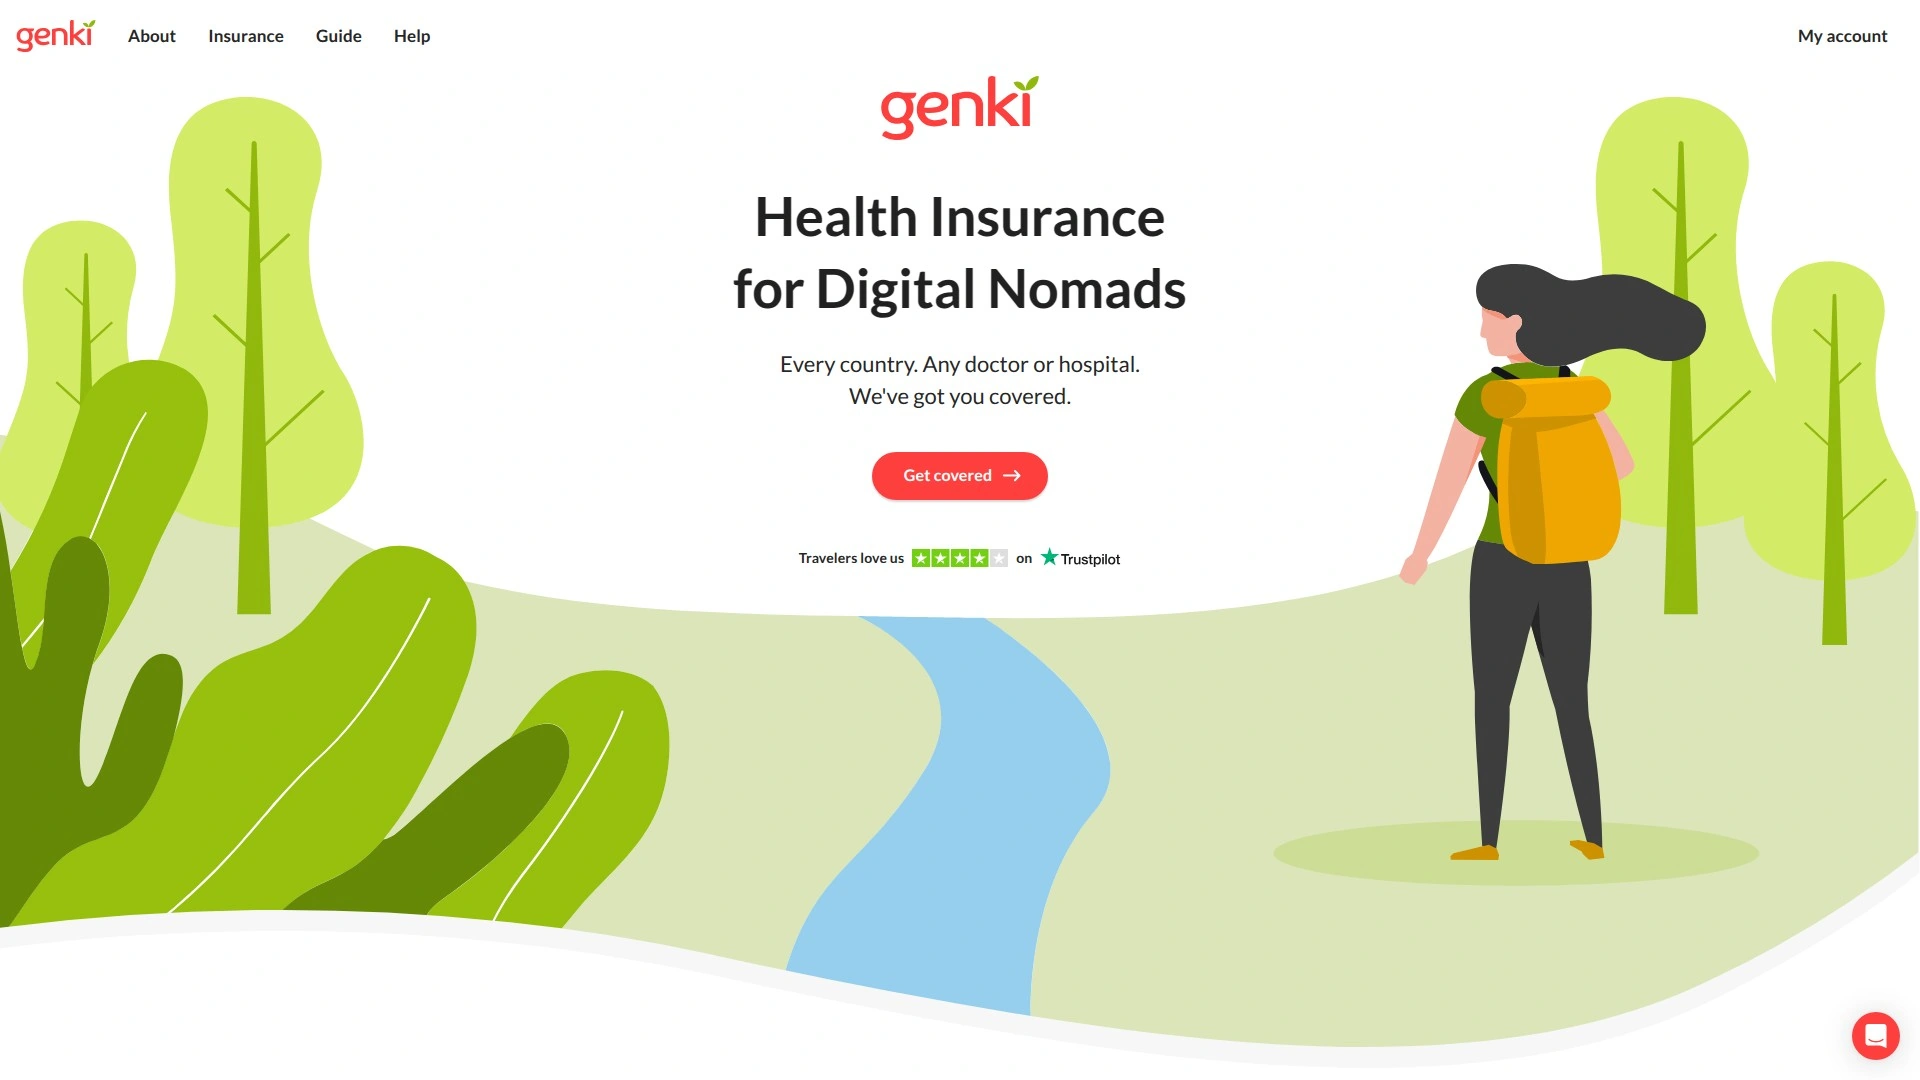 genki About Insurance Guide Help My account
genki
Health Insurance
for Digital Nomads
Every country. Any doctor or hospital.
We've got you covered.
Get covered →
Travelers love us on Trustpilot